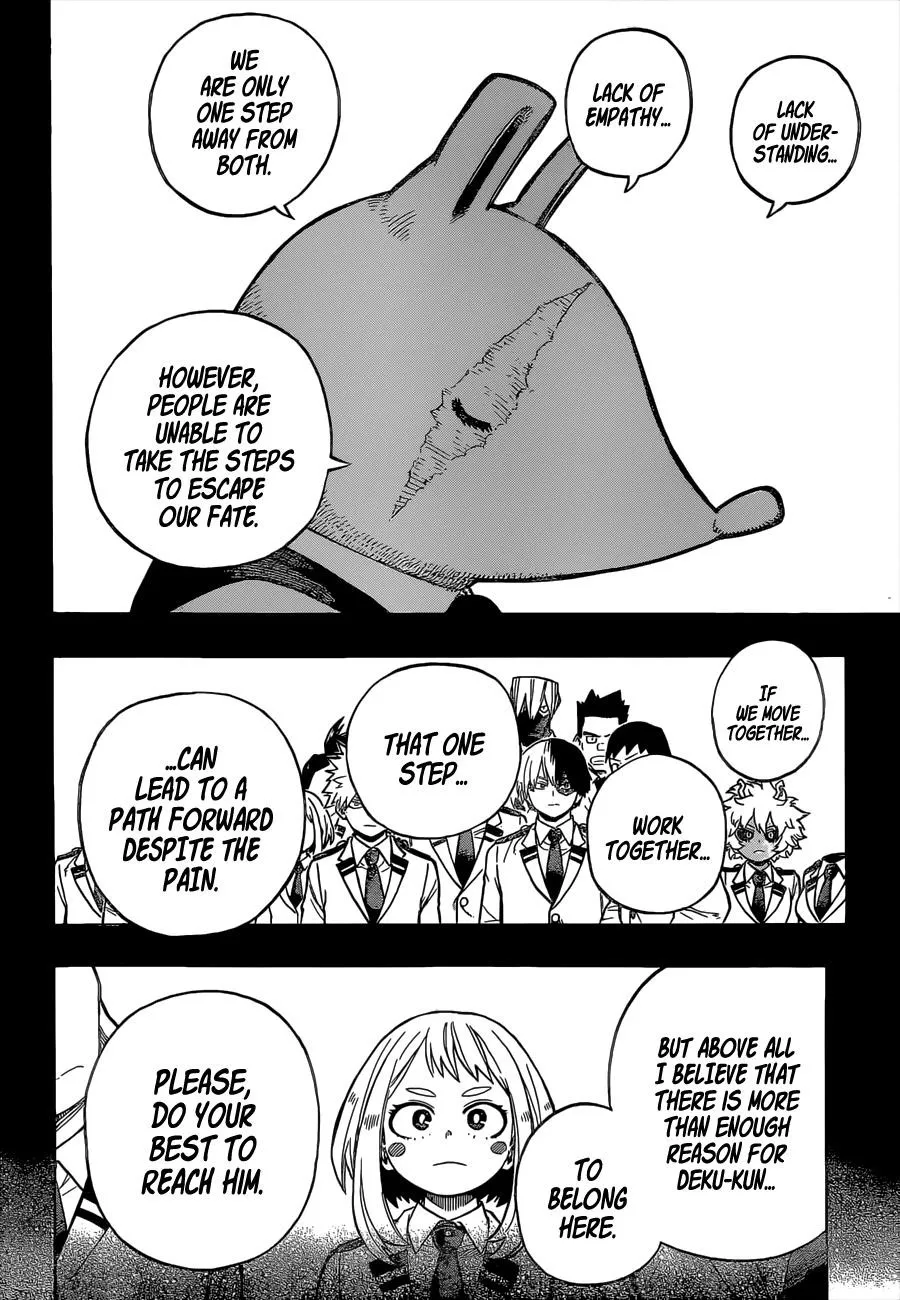 LACK
OF UNDER-
STANDING...
LACK OF
EMPATHY...
WE
ARE ONLY
ONE STEP
AWAY FROM
BOTH.
HOWEVER,
PEOPLE ARE
UNABLE TO
TAKE THE STEPS
TO ESCAPE
OUR FATE.
IF
WE MOVE
TOGETHER...
WORK
TOGETHER...
THAT ONE
STEP...
...CAN
LEAD TO A
PATH FORWARD
DESPITE THE
PAIN.
BUT ABOVE ALL
I BELIEVE THAT
THERE IS MORE
THAN ENOUGH
REASON FOR
DEKU-KUN...
TO
BELONG
HERE.
PLEASE,
DO YOUR
BEST TO
REACH HIM.